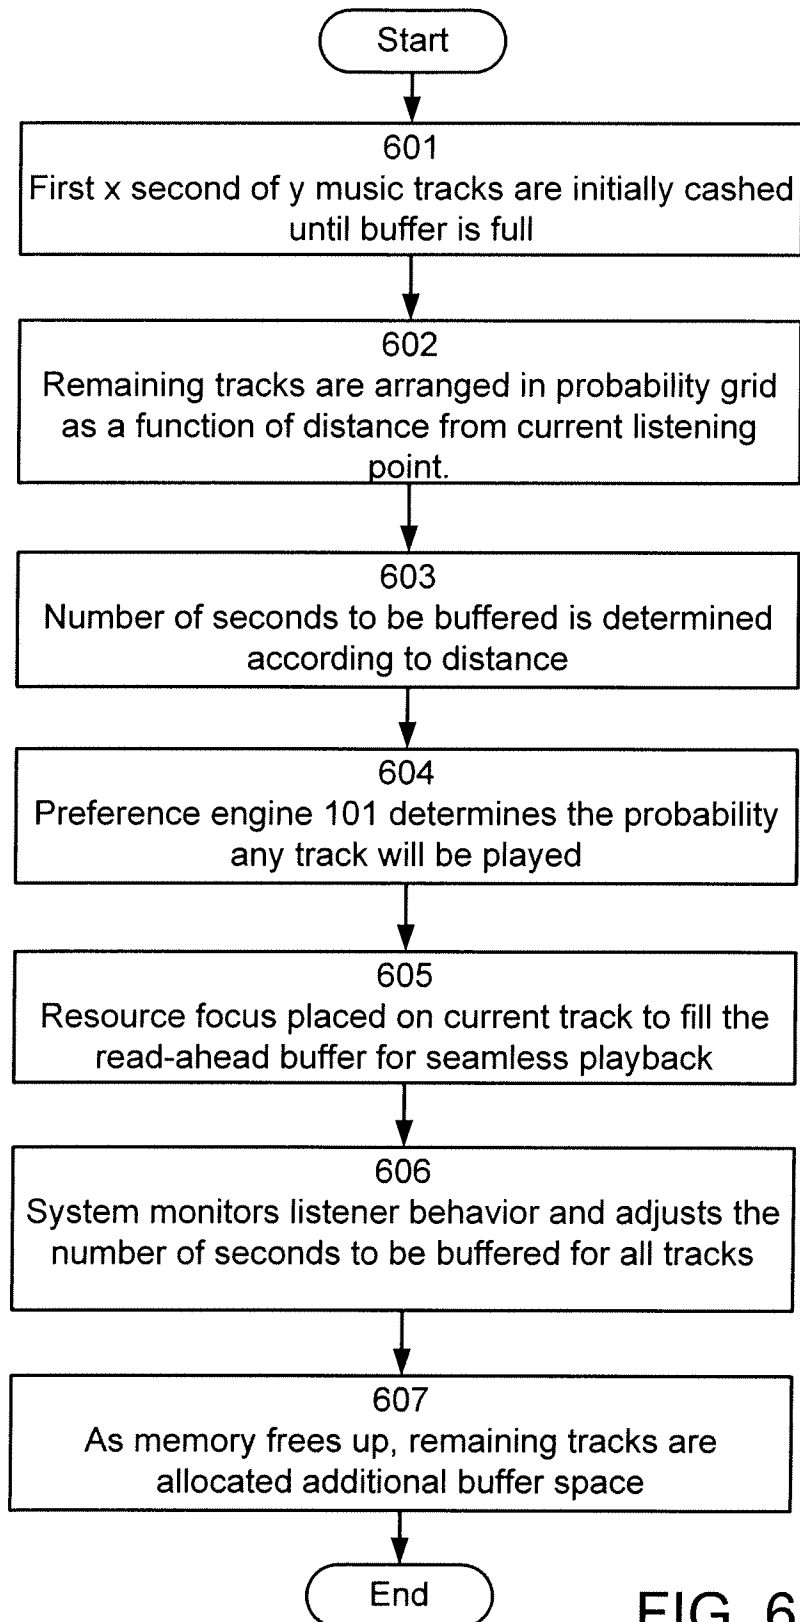 Start
601
First x second of y music tracks are initially cashed
until buffer is full
602
Remaining tracks are arranged in probability grid
as a function of distance from current listening
point.
603
Number of seconds to be buffered is determined
according to distance
604
Preference engine 101 determines the probability
any track will be played
605
Resource focus placed on current track to fill the
read-ahead buffer for seamless playback
606
System monitors listener behavior and adjusts the
number of seconds to be buffered for all tracks
607
As memory frees up, remaining tracks are
allocated additional buffer space
End
FIG. 6